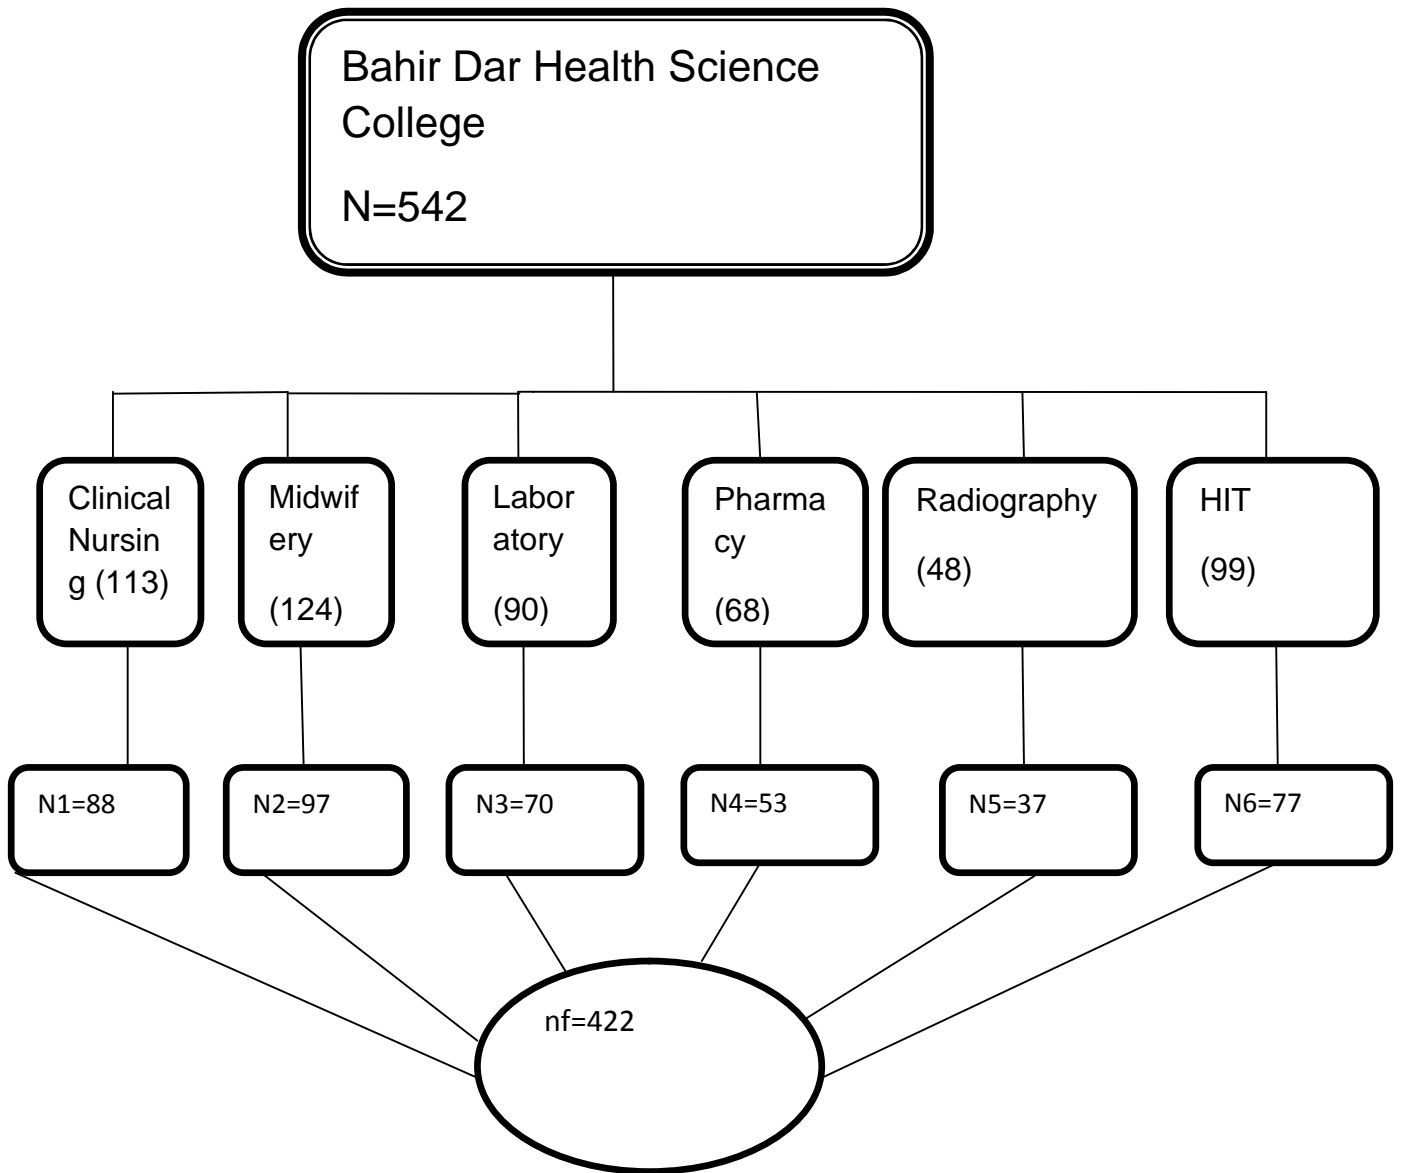 Bahir Dar Health Science
College
N=542
Clinical
Nursin
g (113)
Midwif
ery
(124)
Labor
atory
(90)
Pharma
cy
(68)
Radiography
(48)
HIT
(99)
N1=88
N2=97
N3=70
N4=53
N5=37
N6=77
nf=422